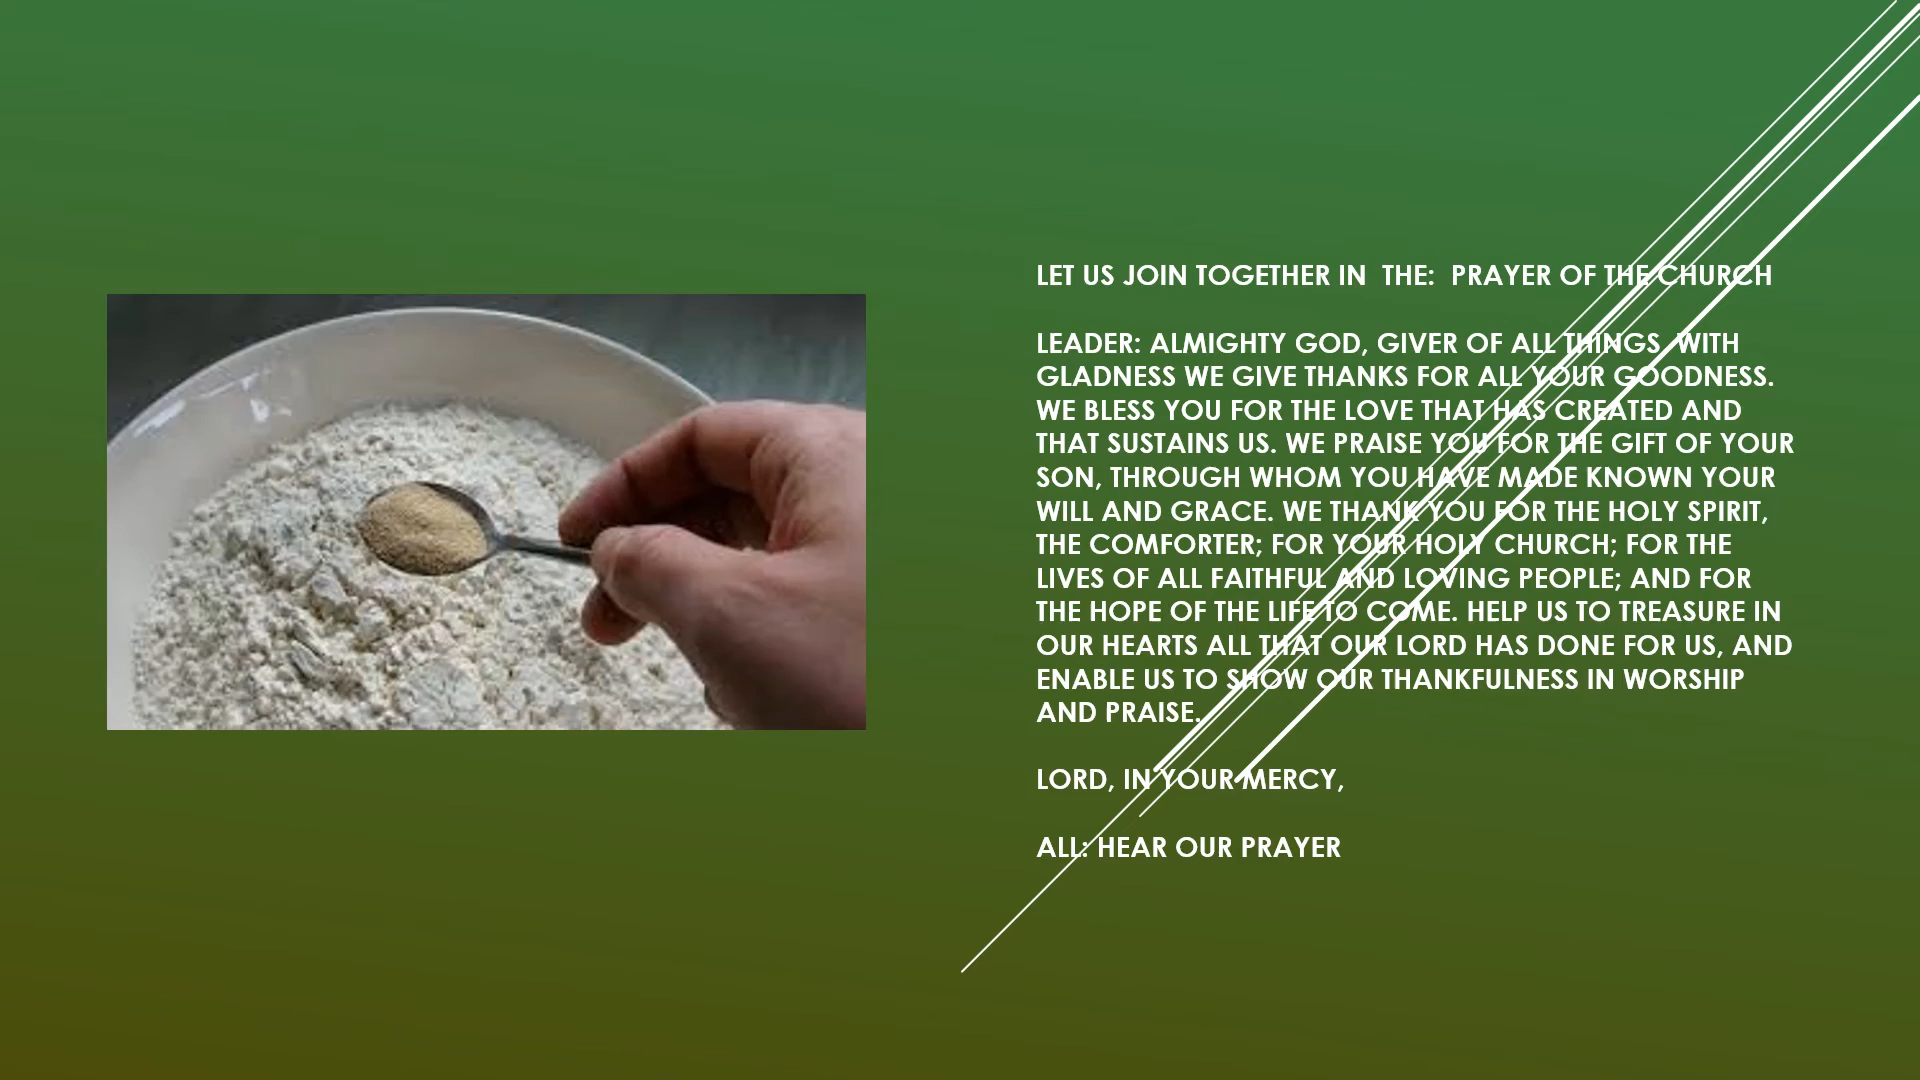 LET US JOIN TOGETHER IN  THE:  PRAYER OF THE CHURCH
LEADER: ALMIGHTY GOD, GIVER OF ALL THINGS, WITH
GLADNESS WE GIVE THANKS FOR ALL YOUR GOODNESS.
WE BLESS YOU FOR THE LOVE THAT HAS CREATED AND
THAT SUSTAINS US. WE PRAISE YOU FOR THE GIFT OF YOUR
SON, THROUGH WHOM YOU HAVE MADE KNOWN YOUR
WILL AND GRACE. WE THANK YOU FOR THE HOLY SPIRIT,
THE COMFORTER; FOR YOUR HOLY CHURCH; FOR THE
LIVES OF ALL FAITHFUL AND LOVING PEOPLE; AND FOR
THE HOPE OF THE LIFE TO COME. HELP US TO TREASURE IN
OUR HEARTS ALL THAT OUR LORD HAS DONE FOR US, AND
ENABLE US TO SHOW OUR THANKFULNESS IN WORSHIP
AND PRAISE.
LORD, IN YOUR MERCY,
ALL: HEAR OUR PRAYER